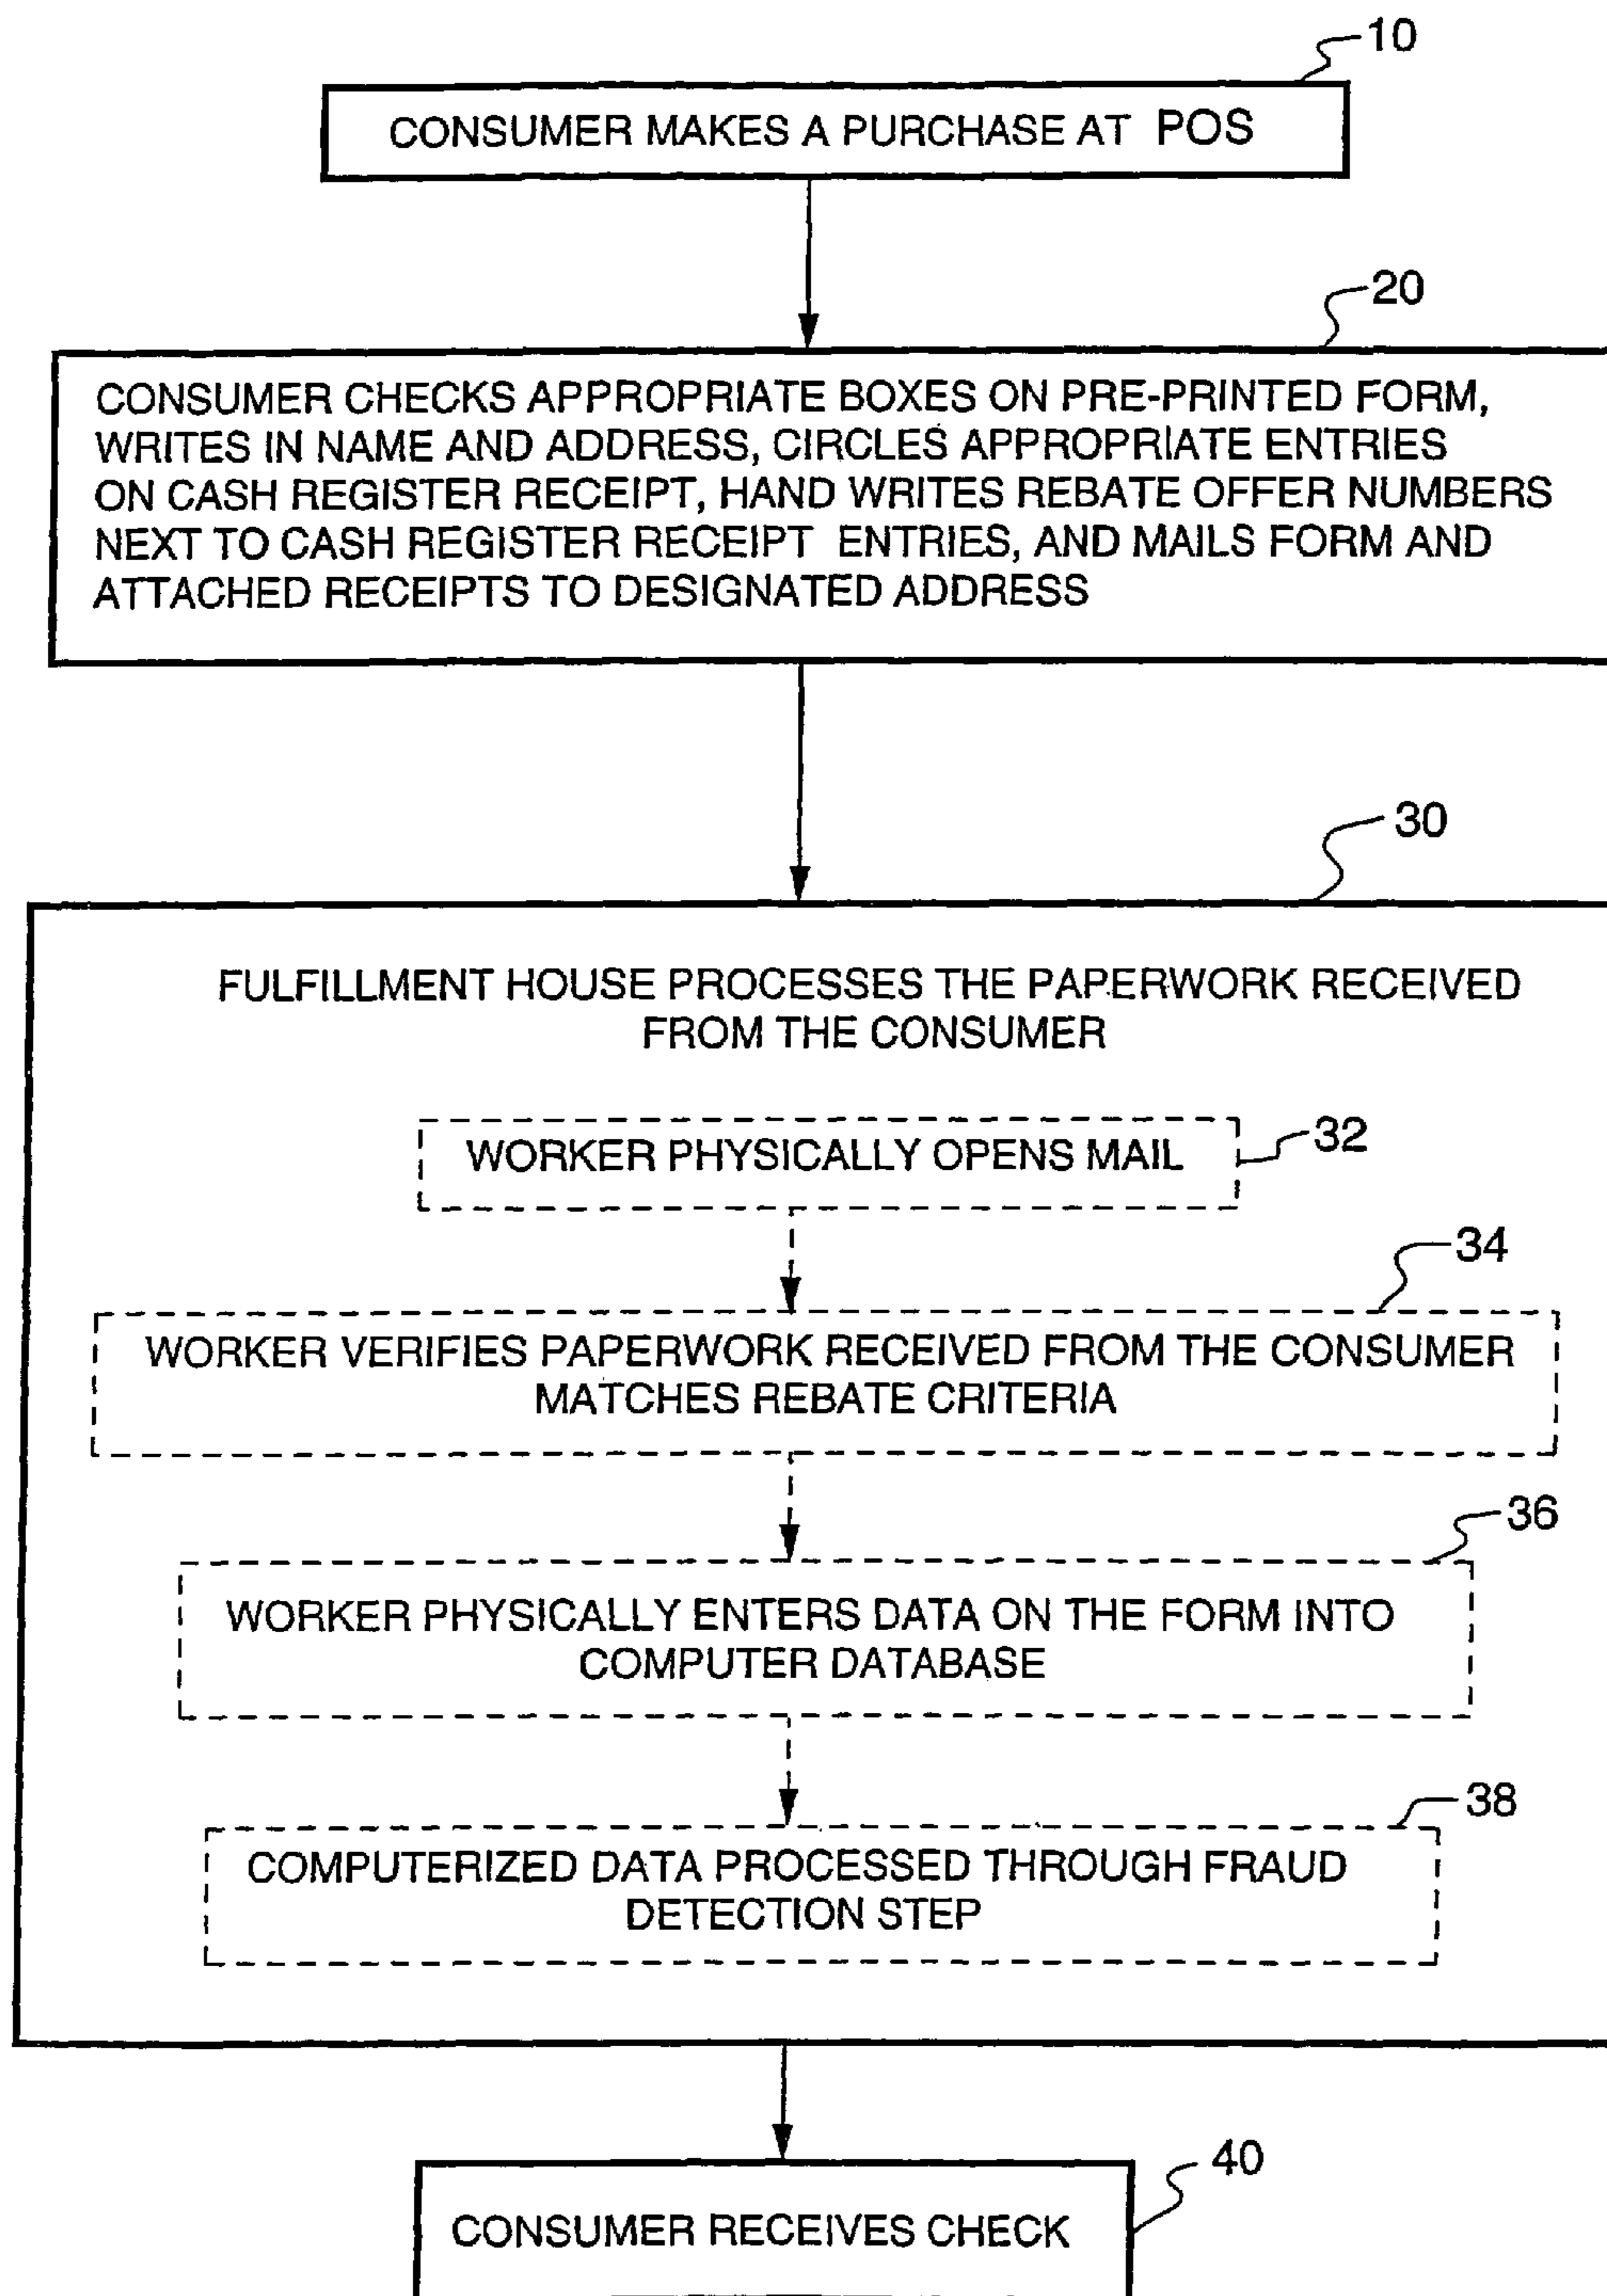 10
CONSUMER MAKES A PURCHASE AT POS
20
CONSUMER CHECKS APPROPRIATE BOXES ON PRE-PRINTED FORM,
WRITES IN NAME AND ADDRESS, CIRCLES APPROPRIATE ENTRIES
ON CASH REGISTER RECEIPT, HAND WRITES REBATE OFFER NUMBERS
NEXT TO CASH REGISTER RECEIPT ENTRIES, AND MAILS FORM AND
ATTACHED RECEIPTS TO DESIGNATED ADDRESS
30
FULFILLMENT HOUSE PROCESSES THE PAPERWORK RECEIVED
FROM THE CONSUMER
32
WORKER PHYSICALLY OPENS MAIL
34
WORKER VERIFIES PAPERWORK RECEIVED FROM THE CONSUMER
MATCHES REBATE CRITERIA
36
WORKER PHYSICALLY ENTERS DATA ON THE FORM INTO
COMPUTER DATABASE
38
COMPUTERIZED DATA PROCESSED THROUGH FRAUD
DETECTION STEP
40
CONSUMER RECEIVES CHECK